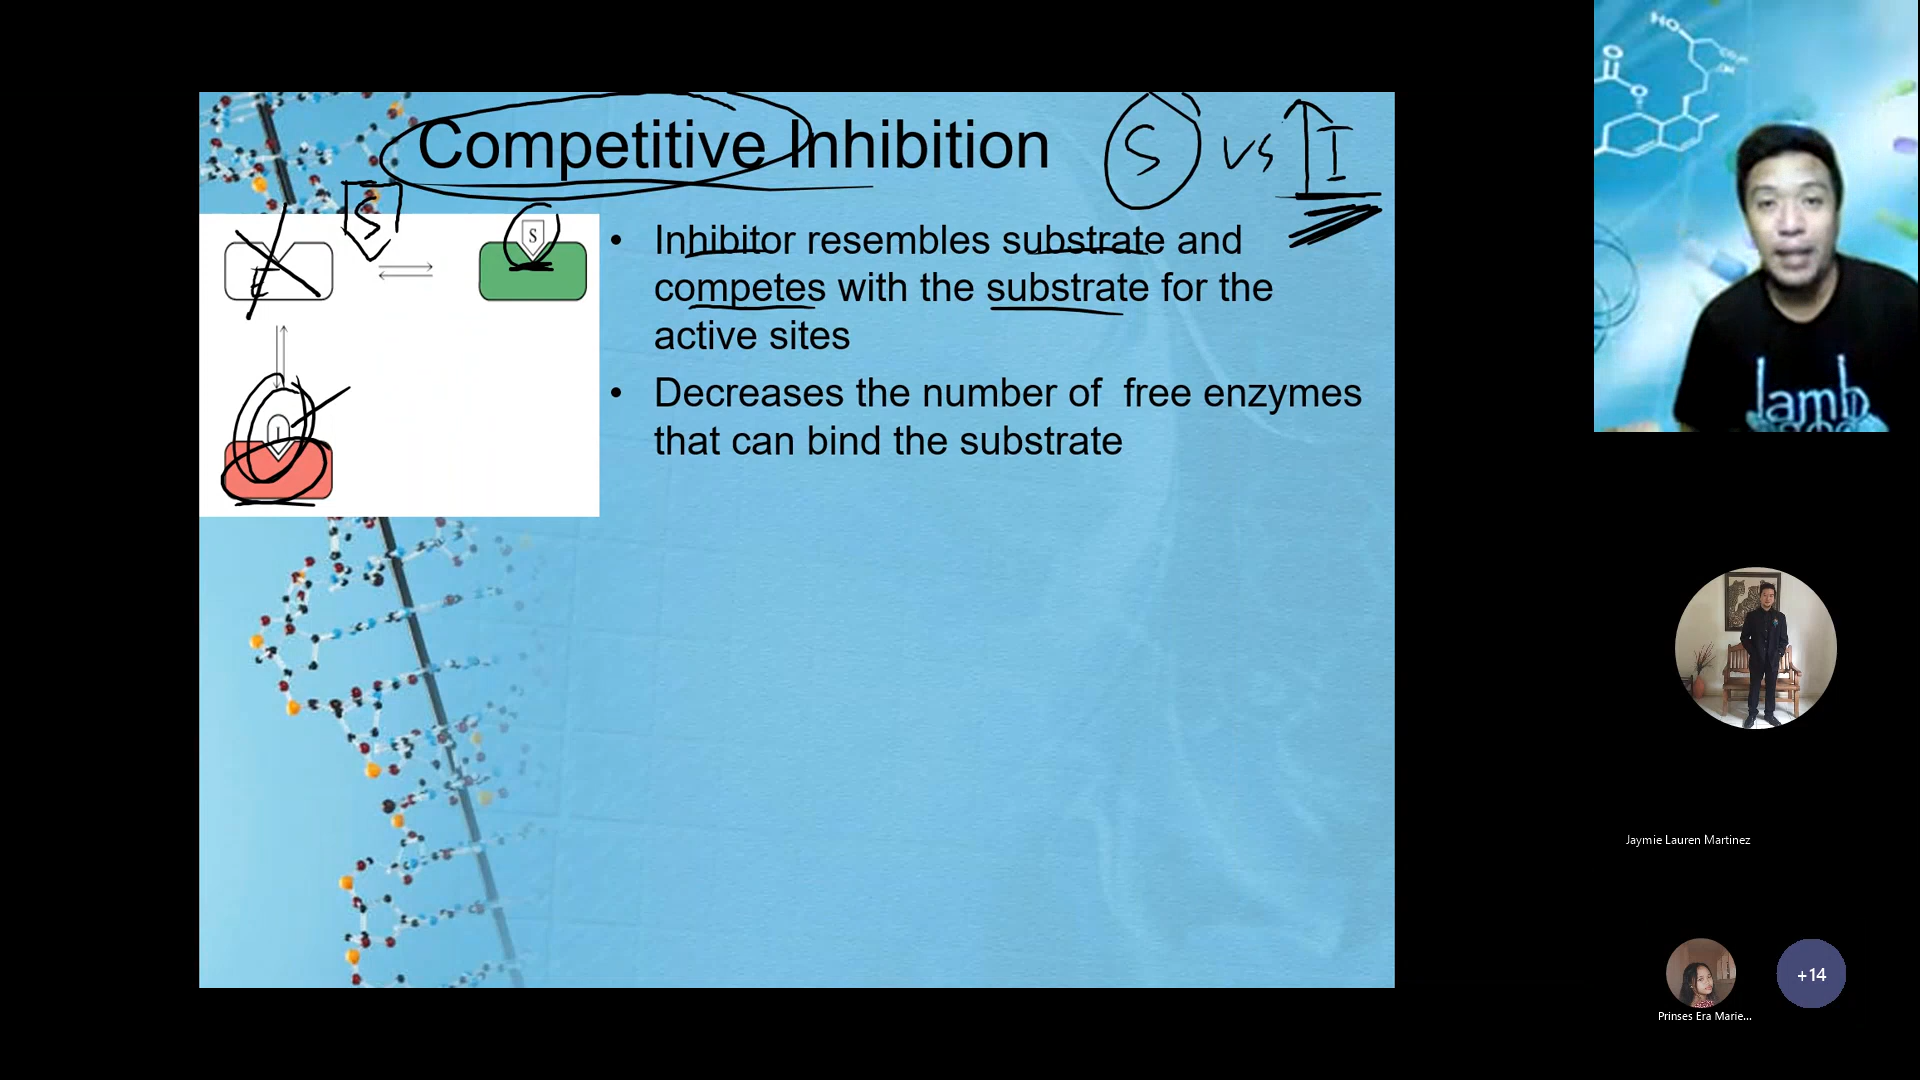 Competitive Inhibition
S vs I
S
E
S
• Inhibitor resembles substrate and
competes with the substrate for the
active sites
• Decreases the number of free enzymes
that can bind the substrate
I
HO
O
O
lamb
Jaymie Lauren Martinez
Prinses Era Marie...
+14